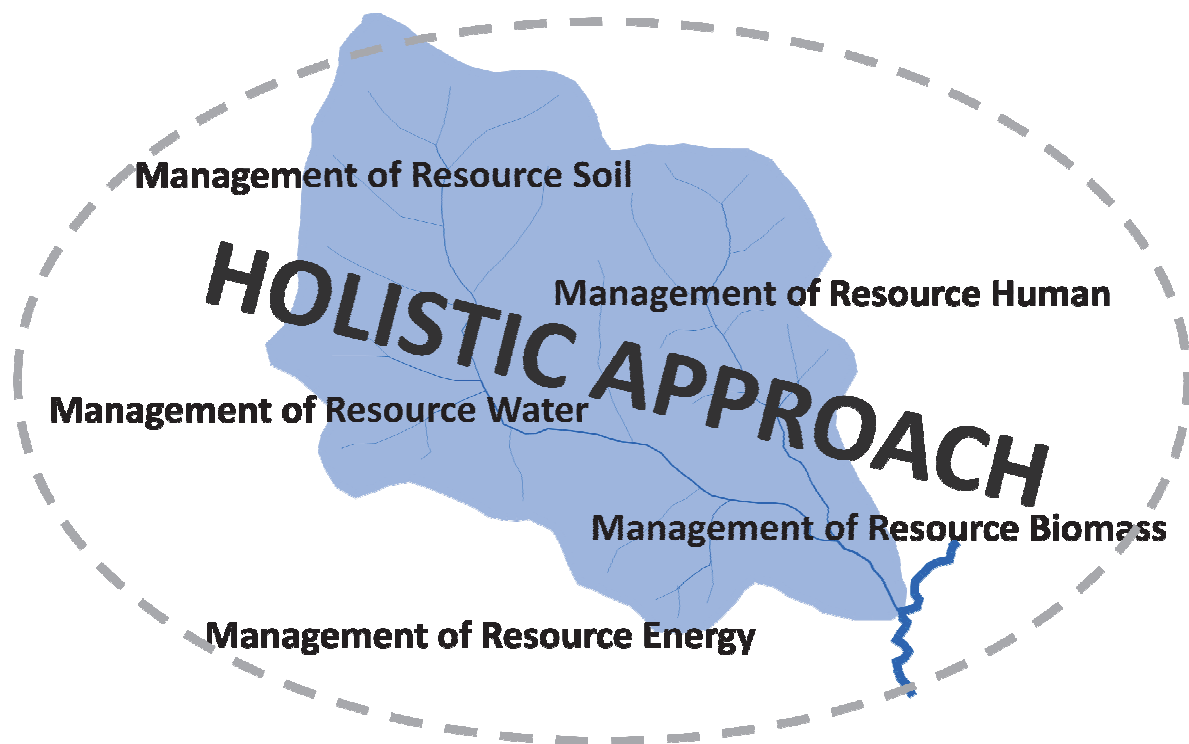 Management of Resource Soil
HOLISTIC APPROACH
Management of Resource Human
Management of Resource Water
Management of Resource Biomass
Management of Resource Energy